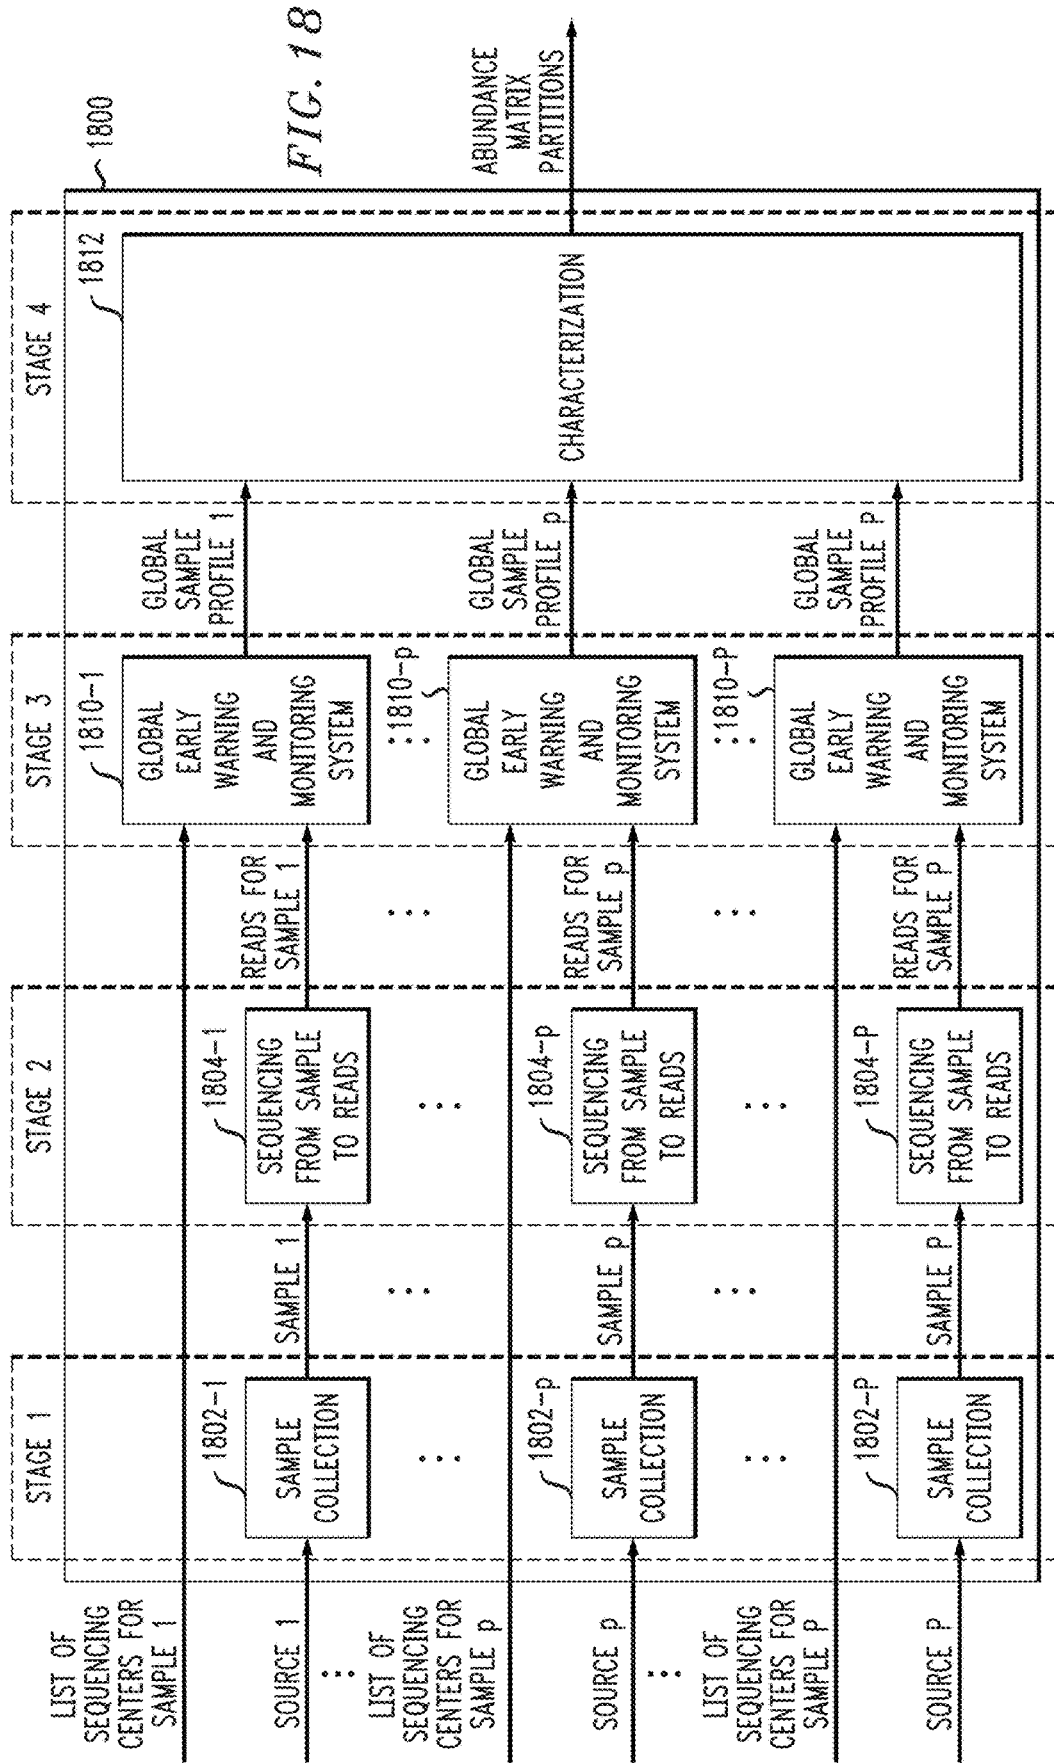 STAGE 1
STAGE 2
STAGE 3
STAGE 4
1800
LIST OF
SEQUENCING
CENTERS FOR
SAMPLE 1
SOURCE 1
1802-1
SAMPLE
COLLECTION
SAMPLE 1
1804-1
SEQUENCING
FROM SAMPLE
TO READS
READS FOR
SAMPLE 1
1810-1
GLOBAL
EARLY
WARNING
AND
MONITORING
SYSTEM
GLOBAL
SAMPLE
PROFILE 1
1812
CHARACTERIZATION
FIG. 18
LIST OF
SEQUENCING
CENTERS FOR
SAMPLE p
SOURCE p
1802-p
SAMPLE
COLLECTION
SAMPLE p
1804-p
SEQUENCING
FROM SAMPLE
TO READS
READS FOR
SAMPLE p
1810-p
GLOBAL
EARLY
WARNING
AND
MONITORING
SYSTEM
GLOBAL
SAMPLE
PROFILE p
ABUNDANCE
MATRIX
PARTITIONS
LIST OF
SEQUENCING
CENTERS FOR
SAMPLE P
SOURCE P
1802-P
SAMPLE
COLLECTION
SAMPLE P
1804-P
SEQUENCING
FROM SAMPLE
TO READS
READS FOR
SAMPLE P
1810-P
GLOBAL
EARLY
WARNING
AND
MONITORING
SYSTEM
GLOBAL
SAMPLE
PROFILE P